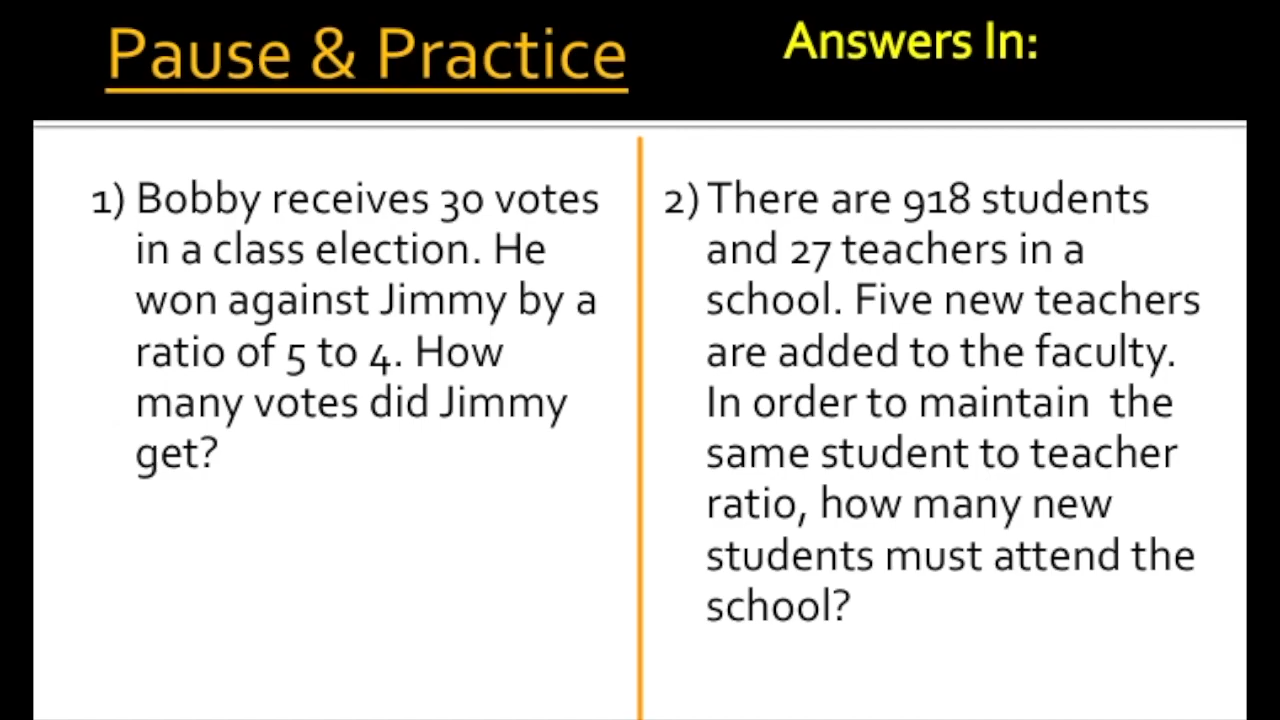 Pause & Practice
Answers In:
1) Bobby receives 30 votes
in a class election. He
won against Jimmy by a
ratio of 5 to 4. How
many votes did Jimmy
get?
2) There are 918 students
and 27 teachers in a
school. Five new teachers
are added to the faculty.
In order to maintain the
same student to teacher
ratio, how many new
students must attend the
school?